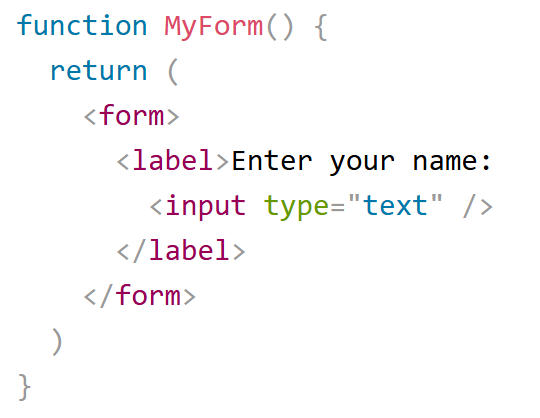 function MyForm() {
  return (
    <form>
      <label>Enter your name:
        <input type="text" />
      </label>
    </form>
  )
}